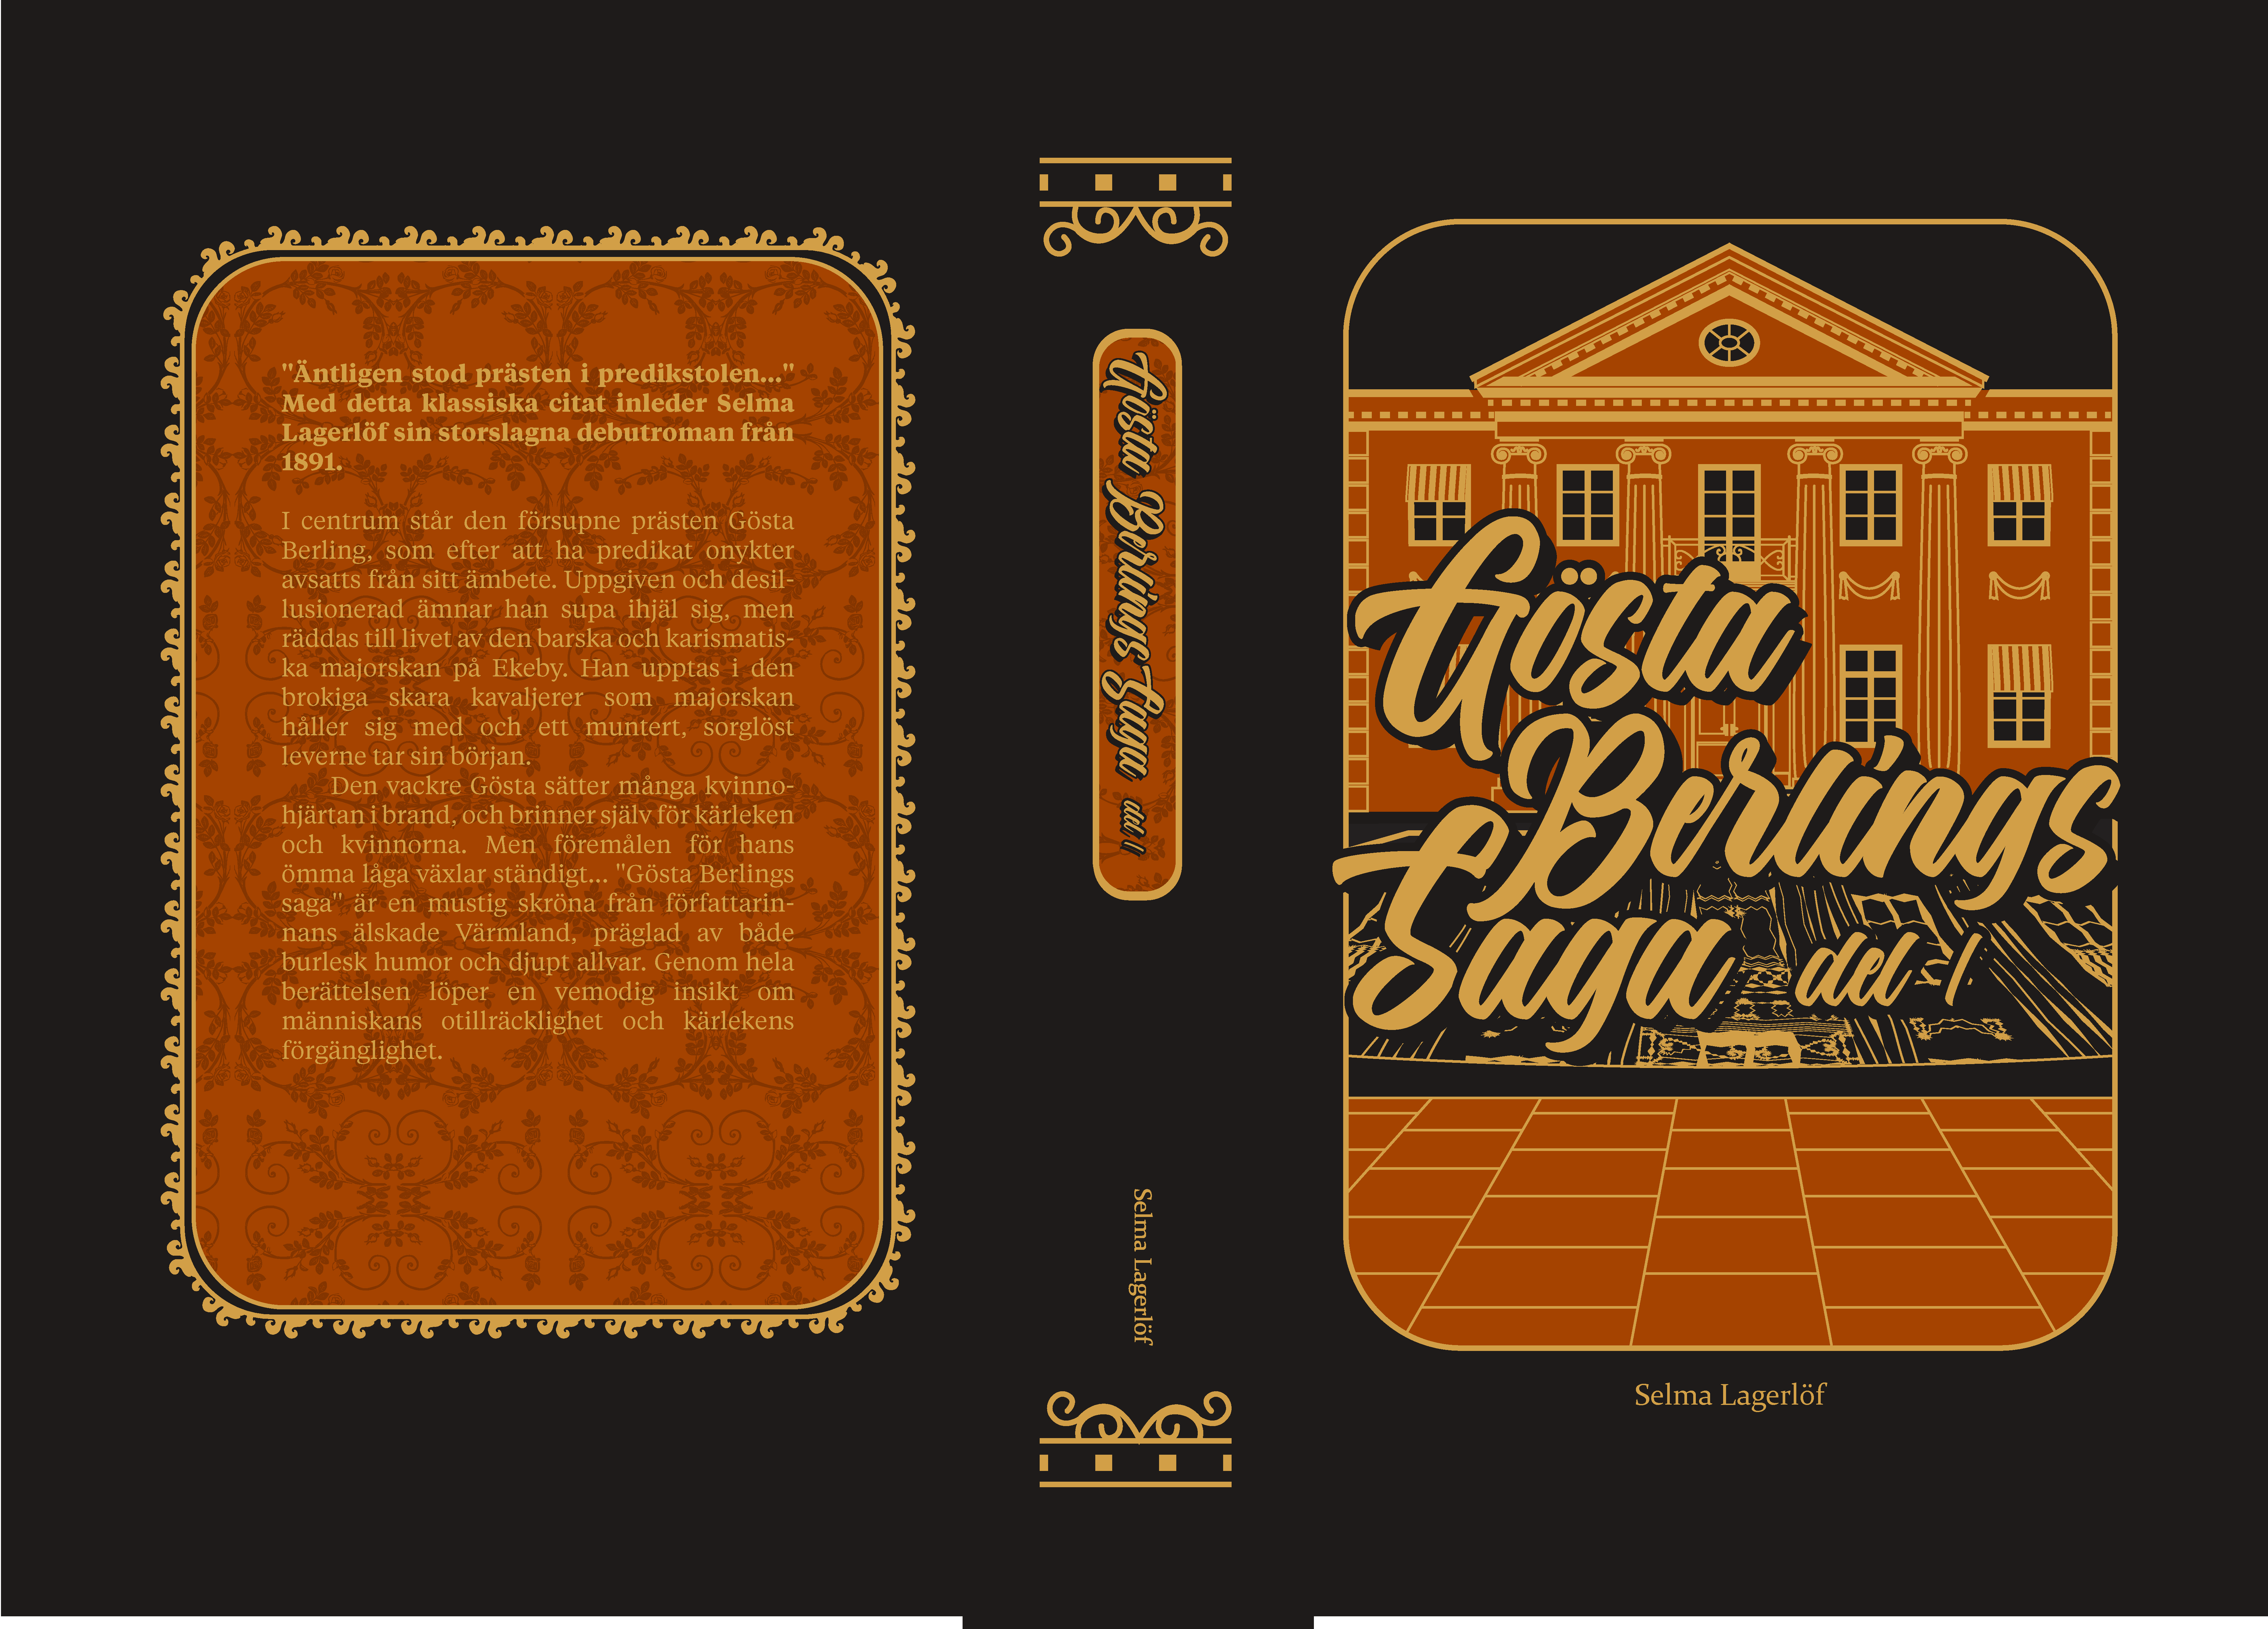 "Äntligen stod prästen i predikstolen..."
Med detta klassiska citat inleder Selma
Lagerlöf sin storslagna debutroman från
1891.
I centrum står den försupne prästen Gösta
Berling, som efter att ha predikat onykter
avsatts från sitt ämbete. Uppgiven och desil-
lusionerad ämnar han supa ihjäl sig, men
räddas till livet av den barska och karismatis-
ka majorskan på Ekeby. Han upptas i den
brokiga skara kavaljerer som majorskan
håller sig med och ett muntert, sorglöst
leverne tar sin början.
Den vackre Gösta sätter många kvinno-
hjärtan i brand, och brinner själv för kärleken
och kvinnorna. Men föremålen för hans
ömma låga växlar ständigt... "Gösta Berlings
saga" är en mustig skröna från författarin-
nans älskade Värmland, präglad av både
burlesk humor och djupt allvar. Genom hela
berättelsen löper en vemodig insikt om
människans otillräcklighet och kärlekens
förgänglighet.
Gösta Berlings Saga del 1
Selma Lagerlöf
Gösta
Berlings
Saga del 1
Selma Lagerlöf